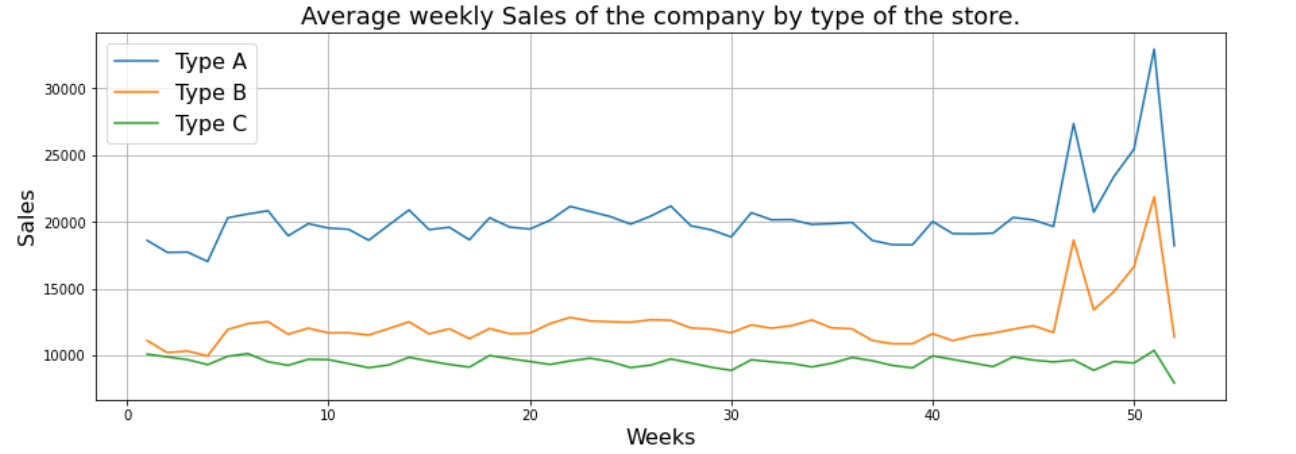 Average weekly Sales of the company by type of the store.
Type A
Type B
Type C
30000
25000
20000
15000
10000
Sales
0 10 20 30 40 50
Weeks